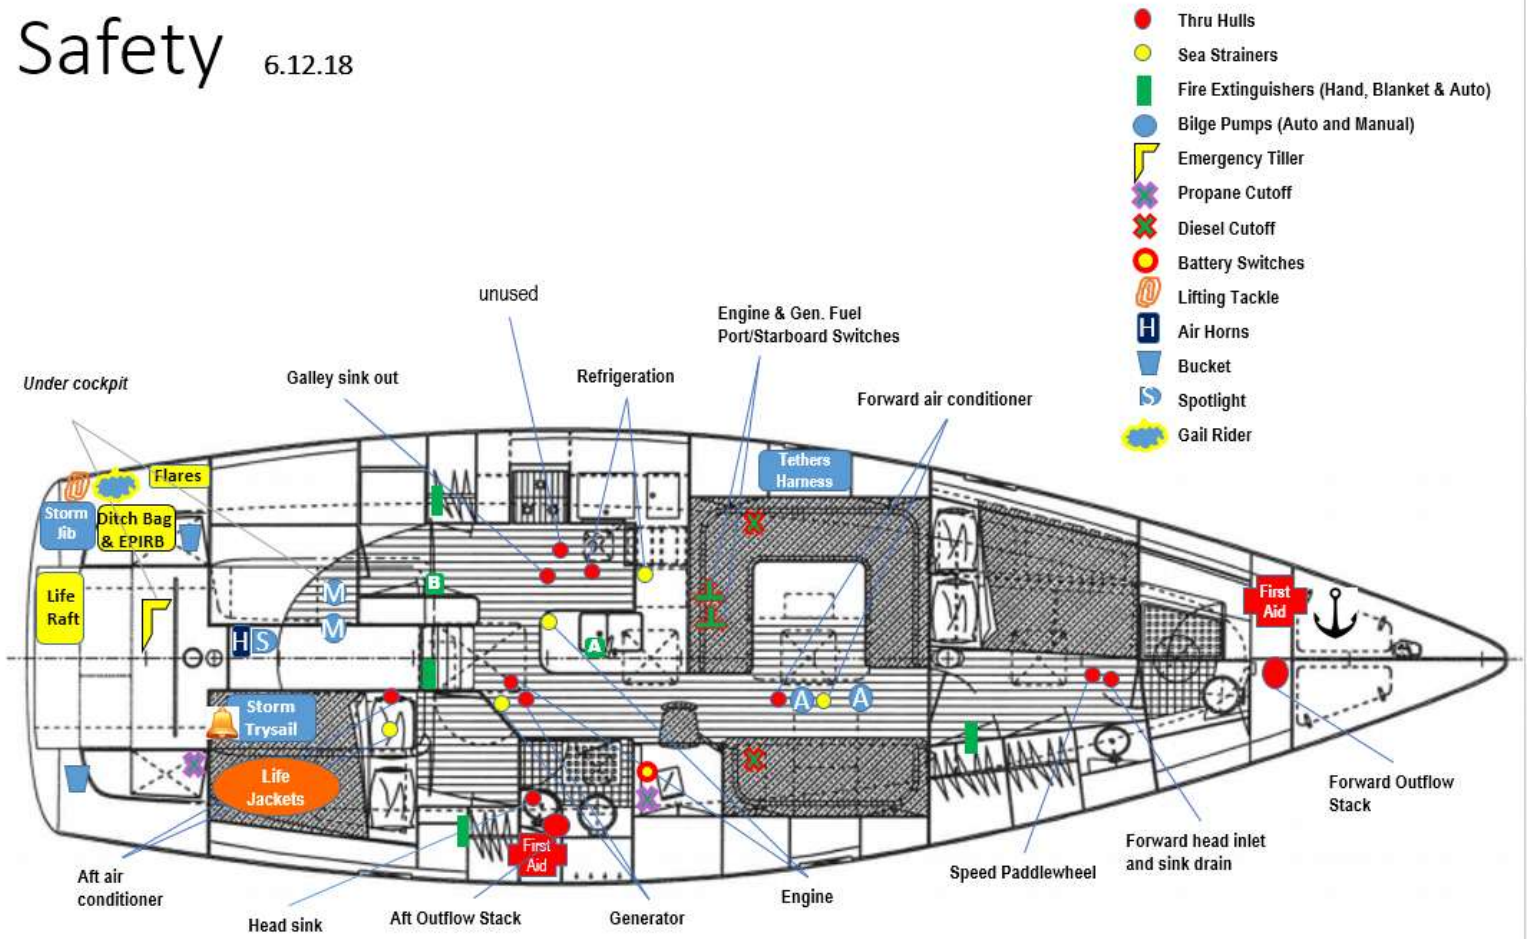 Safety 6.12.18
Thru Hulls
Sea Strainers
Fire Extinguishers (Hand, Blanket & Auto)
Bilge Pumps (Auto and Manual)
Emergency Tiller
Propane Cutoff
Diesel Cutoff
Battery Switches
Lifting Tackle
H
Air Horns
Bucket
S
Spotlight
Gail Rider
unused
Engine & Gen. Fuel
Port/Starboard Switches
Under cockpit
Galley sink out
Refrigeration
Forward air conditioner
Flares
Tethers
Harness
Storm
Jib
Ditch Bag
& EPIRB
Life
Raft
B
M
M
H
S
A
First
Aid
Storm
Trysail
A
A
Life
Jackets
First
Aid
Forward Outflow
Stack
Forward head inlet
and sink drain
Speed Paddlewheel
Aft air
conditioner
Engine
Head sink
Aft Outflow Stack
Generator